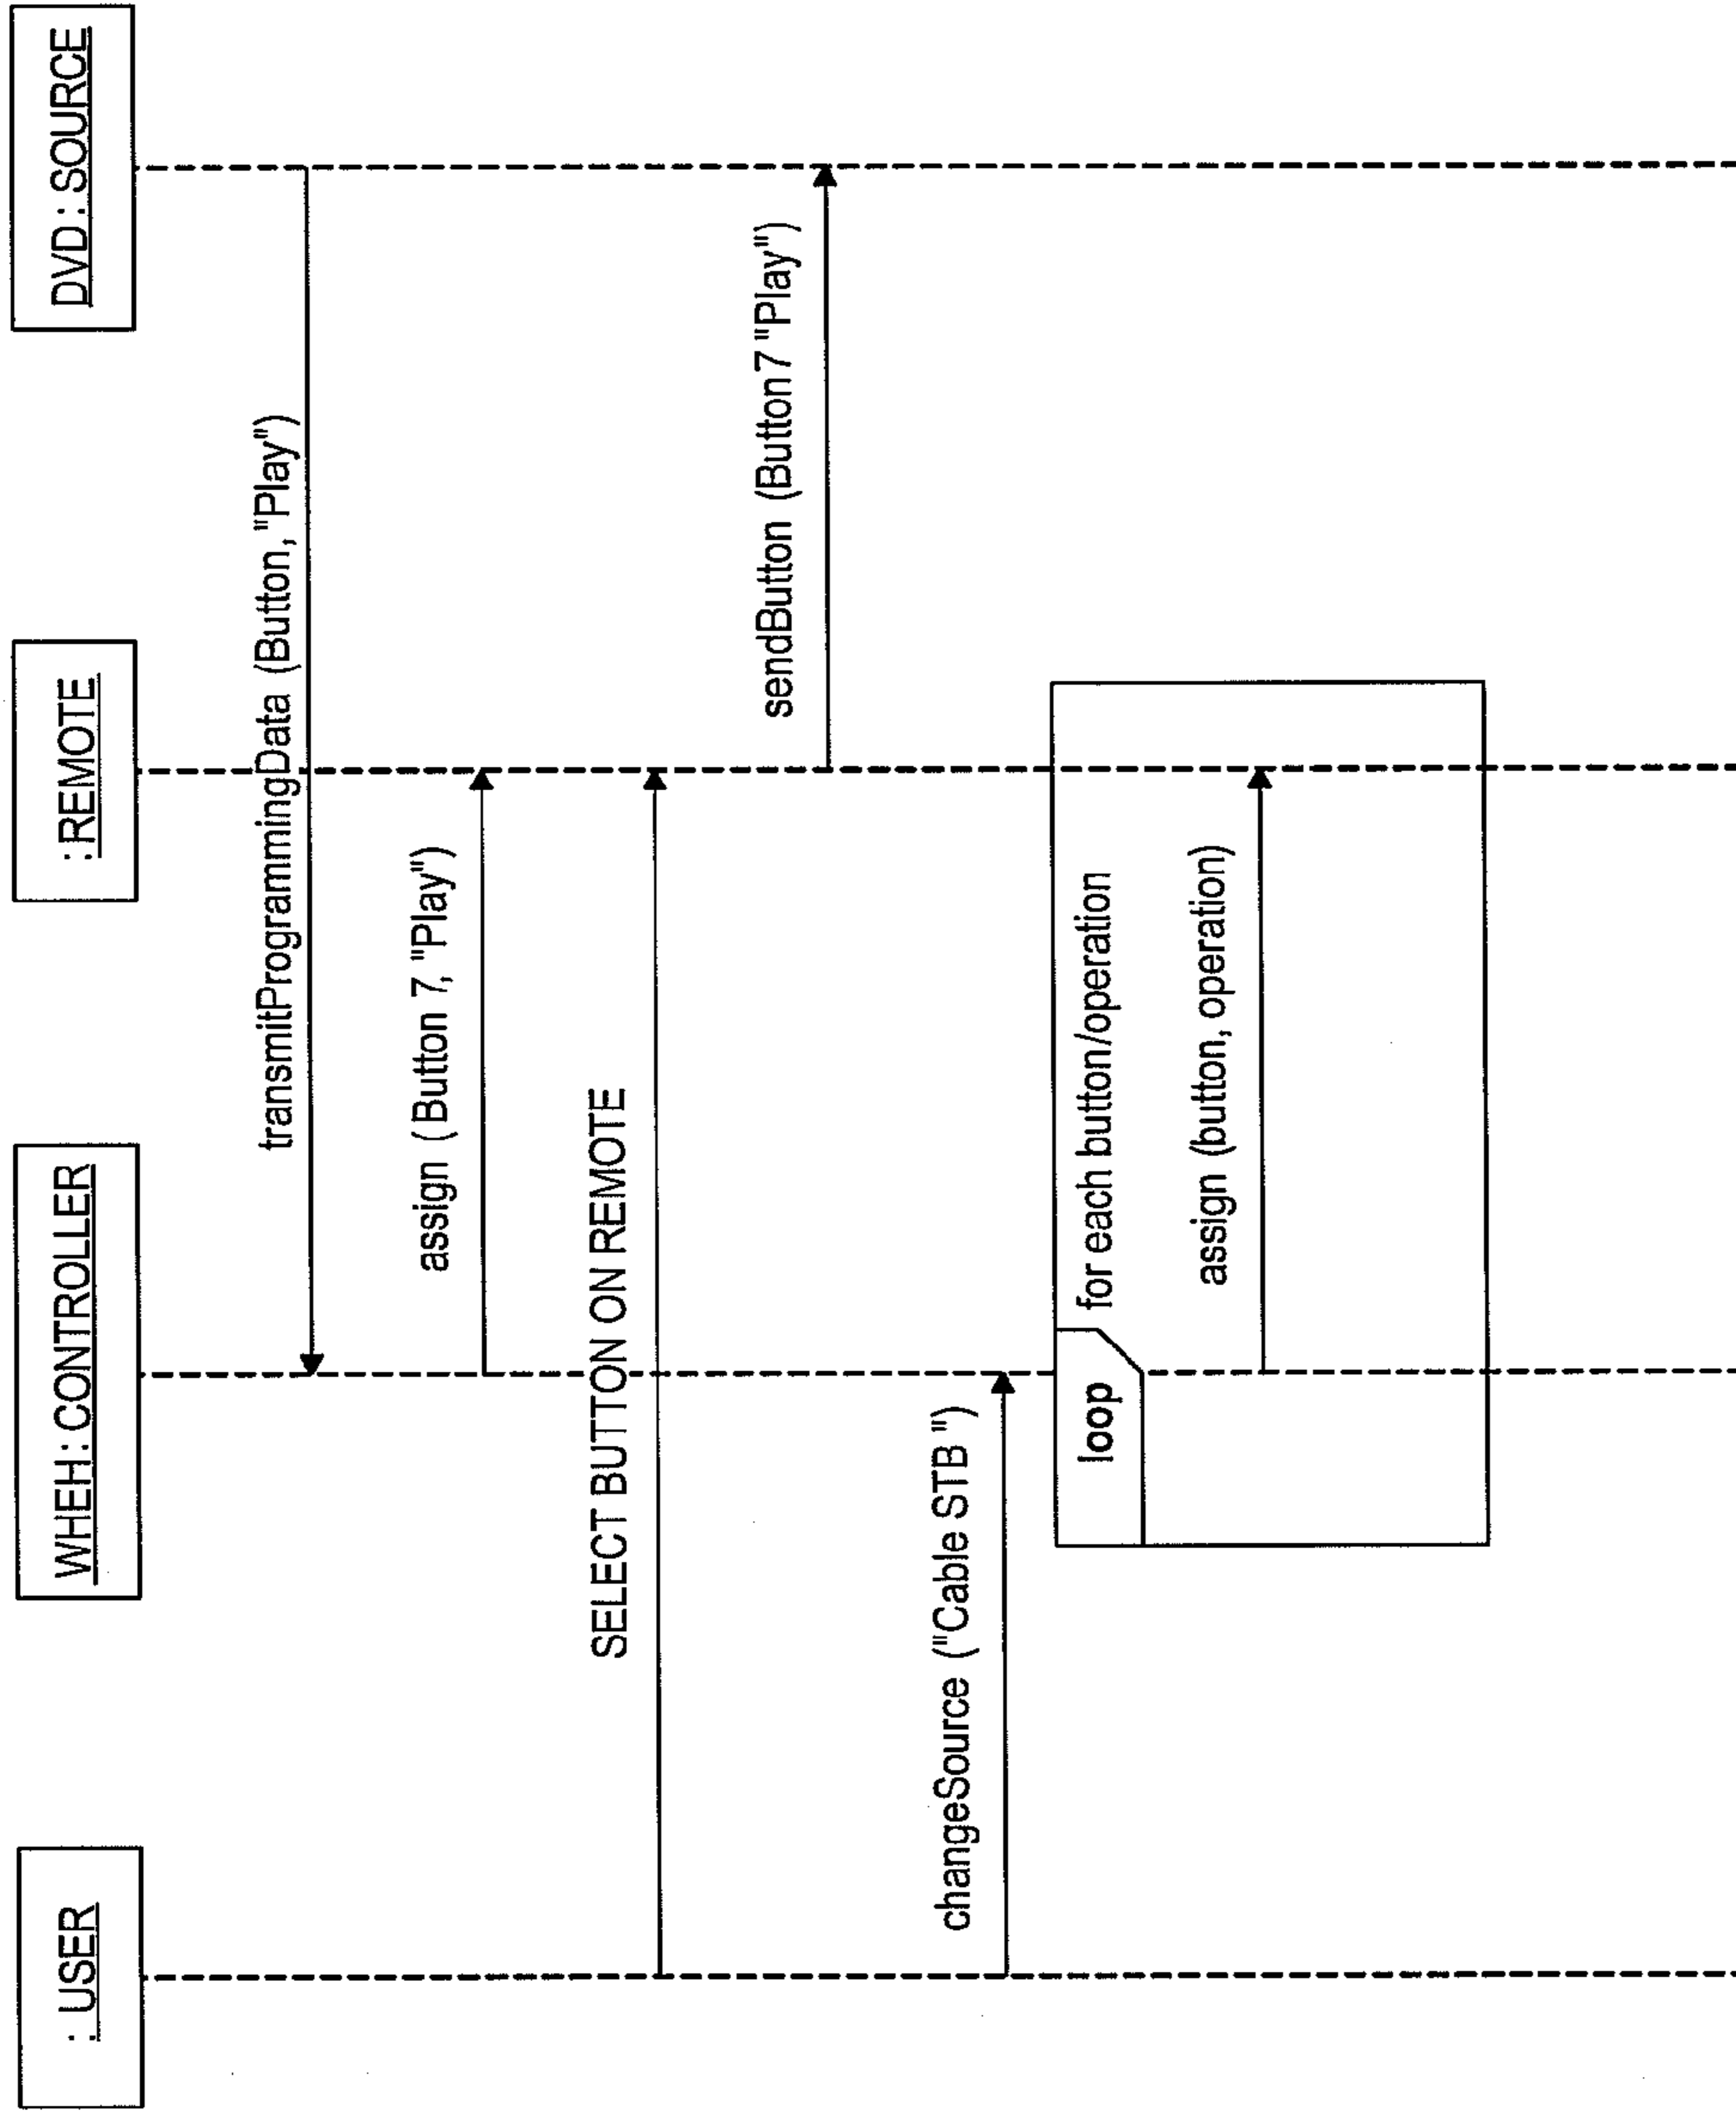 : USER
WHEH : CONTROLLER
: REMOTE
DVD : SOURCE
transmitProgrammingData (Button, "Play")
assign (Button 7, "Play")
SELECT BUTTON ON REMOTE
sendButton (Button7 "Play")
changeSource ("Cable STB ")
loop
for each button/operation
assign (button, operation)